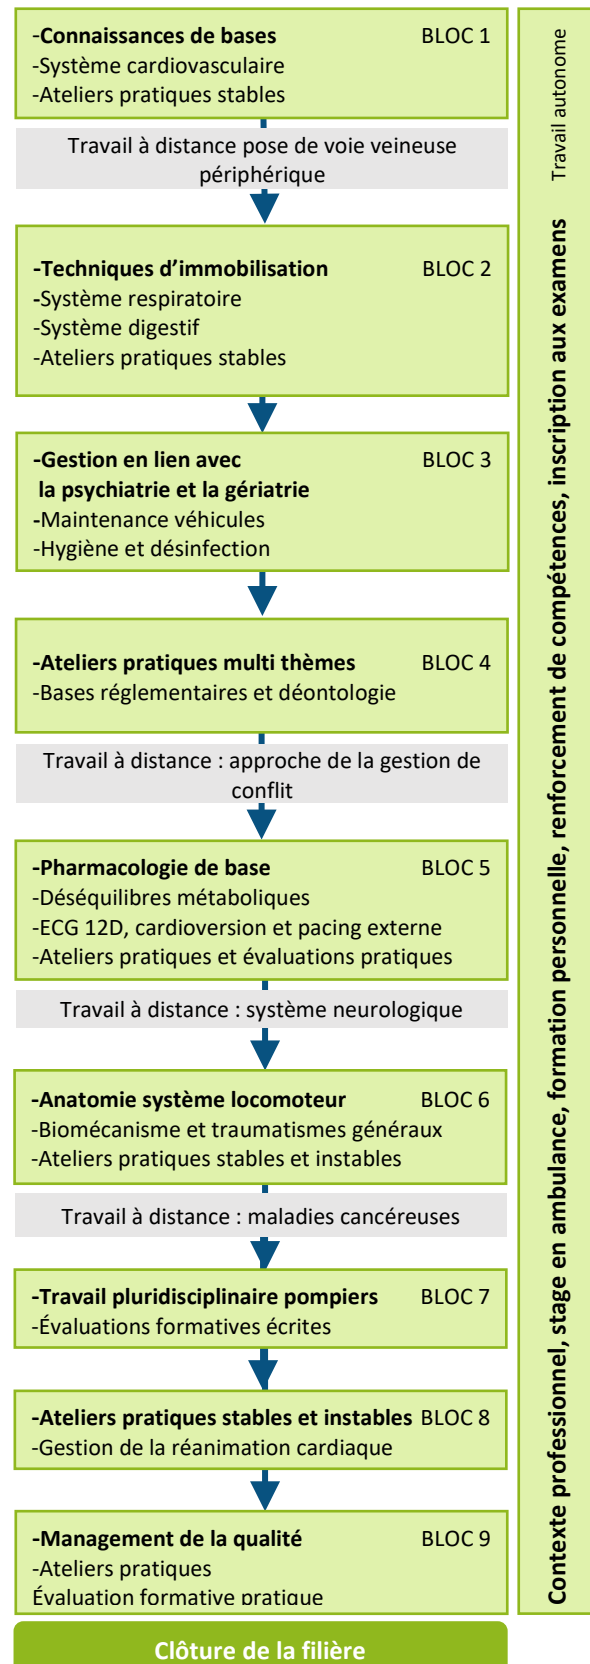 -Connaissances de bases BLOC 1
-Système cardiovasculaire
-Ateliers pratiques stables
Travail à distance pose de voie veineuse
périphérique
-Techniques d’immobilisation BLOC 2
-Système respiratoire
-Système digestif
-Ateliers pratiques stables
-Gestion en lien avec BLOC 3
la psychiatrie et la gériatrie
-Maintenance véhicules
-Hygiène et désinfection
-Ateliers pratiques multi thèmes BLOC 4
-Bases réglementaires et déontologie
Travail à distance : approche de la gestion de
conflit
-Pharmacologie de base BLOC 5
-Déséquilibres métaboliques
-ECG 12D, cardioversion et pacing externe
-Ateliers pratiques et évaluations pratiques
Travail à distance : système neurologique
-Anatomie système locomoteur BLOC 6
-Biomécanisme et traumatismes généraux
-Ateliers pratiques stables et instables
Travail à distance : maladies cancéreuses
-Travail pluridisciplinaire pompiers BLOC 7
-Évaluations formatives écrites
-Ateliers pratiques stables et instables BLOC 8
-Gestion de la réanimation cardiaque
-Management de la qualité BLOC 9
-Ateliers pratiques
Évaluation formative pratique
Clôture de la filière
Contexte professionnel, stage en ambulance, formation personnelle, renforcement de compétences, inscription aux examens Travail autonome